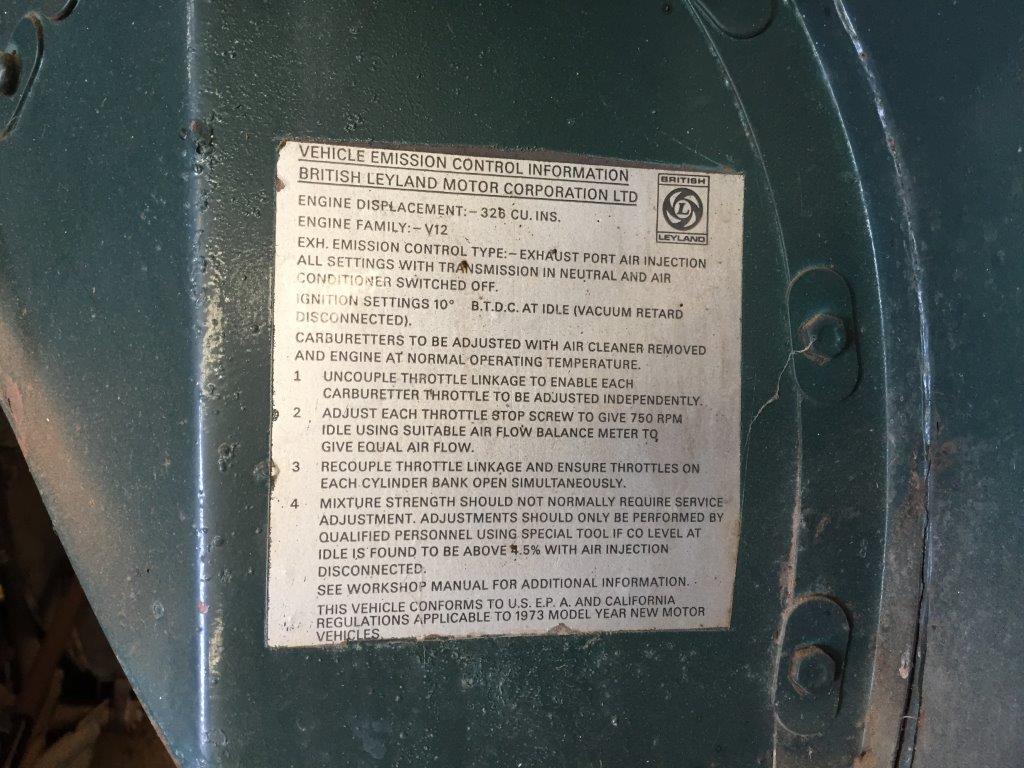 VEHICLE EMISSION CONTROL INFORMATION
BRITISH LEYLAND MOTOR CORPORATION LTD
BRITISH
L
LEYLAND
ENGINE DISPLACEMENT:– 326 CU. INS.
ENGINE FAMILY:– V12
EXH. EMISSION CONTROL TYPE:– EXHAUST PORT AIR INJECTION
ALL SETTINGS WITH TRANSMISSION IN NEUTRAL AND AIR
CONDITIONER SWITCHED OFF.
IGNITION SETTINGS 10° B.T.D.C. AT IDLE (VACUUM RETARD
DISCONNECTED).
CARBURETTERS TO BE ADJUSTED WITH AIR CLEANER REMOVED
AND ENGINE AT NORMAL OPERATING TEMPERATURE.
1 UNCOUPLE THROTTLE LINKAGE TO ENABLE EACH
CARBURETTER THROTTLE TO BE ADJUSTED INDEPENDENTLY.
2 ADJUST EACH THROTTLE STOP SCREW TO GIVE 750 RPM
IDLE USING SUITABLE AIR FLOW BALANCE METER TO
GIVE EQUAL AIR FLOW.
3 RECOUPLE THROTTLE LINKAGE AND ENSURE THROTTLES ON
EACH CYLINDER BANK OPEN SIMULTANEOUSLY.
4 MIXTURE STRENGTH SHOULD NOT NORMALLY REQUIRE SERVICE
ADJUSTMENT. ADJUSTMENTS SHOULD ONLY BE PERFORMED BY
QUALIFIED PERSONNEL USING SPECIAL TOOL IF CO LEVEL AT
IDLE IS FOUND TO BE ABOVE 4.5% WITH AIR INJECTION
DISCONNECTED.
SEE WORKSHOP MANUAL FOR ADDITIONAL INFORMATION.
THIS VEHICLE CONFORMS TO U.S. E.P. A. AND CALIFORNIA
REGULATIONS APPLICABLE TO 1973 MODEL YEAR NEW MOTOR
VEHICLES.